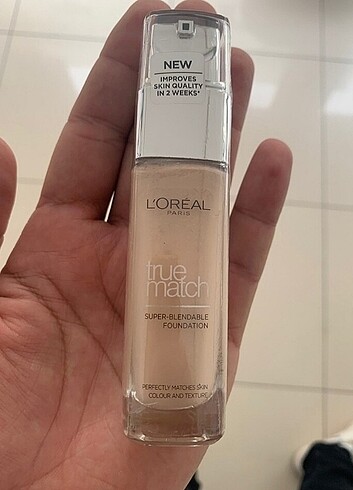 NEW
IMPROVES
SKIN QUALITY
IN 2 WEEKS*
L'ORÉAL
PARIS
true
match
SUPER-BLENDABLE
FOUNDATION
PERFECTLY MATCHES SKIN
COLOUR AND TEXTURE